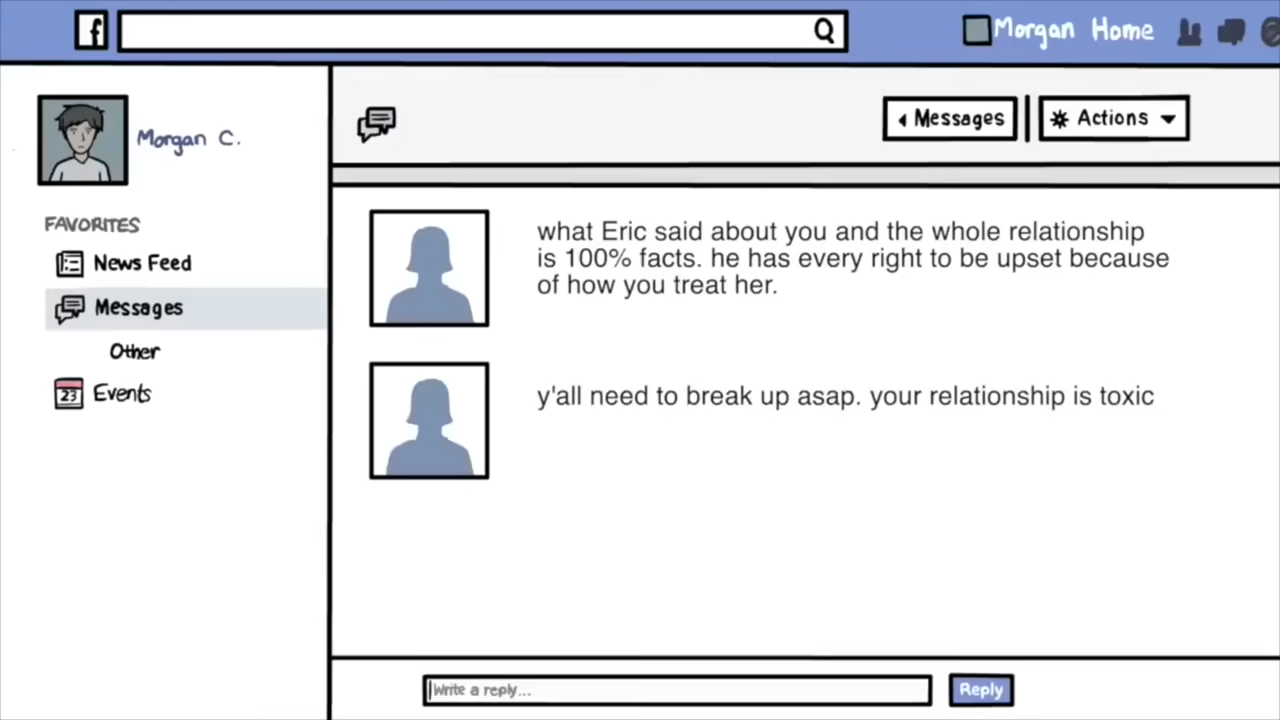 f
Morgan Home
Morgan C.
Messages
Actions
FAVORITES
News Feed
Messages
Other
23 Events
what Eric said about you and the whole relationship
is 100% facts. he has every right to be upset because
of how you treat her.
y'all need to break up asap. your relationship is toxic
Write a reply...
Reply